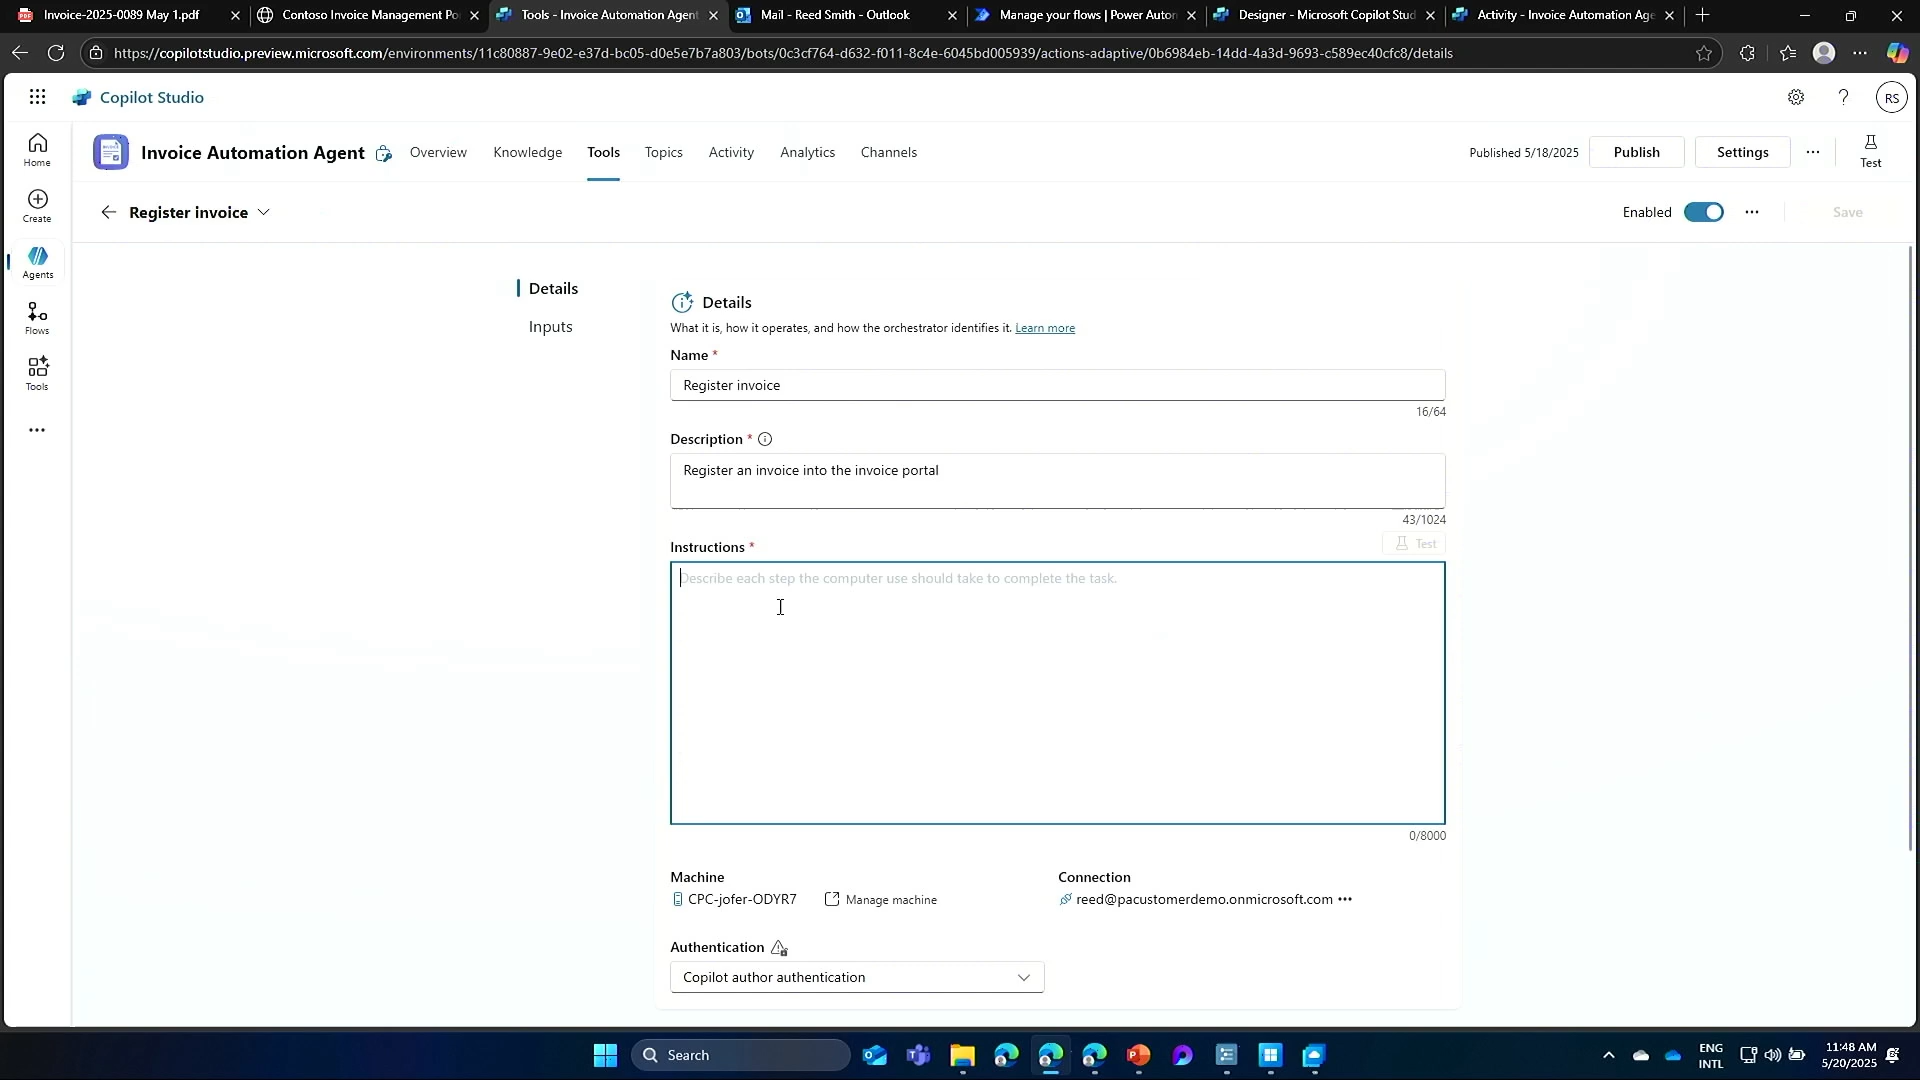 Invoice-2025-0089 May 1.pdf
Contoso Invoice Management Po
Tools - Invoice Automation Agent
Mail - Reed Smith - Outlook
Manage your flows | Power Autom
Designer - Microsoft Copilot Stud
Activity - Invoice Automation Age
https://copilotstudio.preview.microsoft.com/environments/11c80887-9e02-e37d-bc05-d0e5e7b7a803/bots/0c3cf764-d632-f011-8c4e-6045bd005939/actions-adaptive/0b6984eb-14dd-4a3d-9693-c589ec40cfc8/details
Copilot Studio
RS
Home
Create
Agents
Flows
Tools
Invoice Automation Agent
Overview
Knowledge
Tools
Topics
Activity
Analytics
Channels
Published 5/18/2025
Publish
Settings
Test
Register invoice
Enabled
Save
Details
Inputs
Details
What it is, how it operates, and how the orchestrator identifies it. Learn more
Name *
Register invoice
16/64
Description *
Register an invoice into the invoice portal
43/1024
Instructions *
Test
Describe each step the computer use should take to complete the task.
0/8000
Machine
CPC-jofer-ODYR7
Manage machine
Connection
reed@pacustomerdemo.onmicrosoft.com
Authentication
Copilot author authentication
Search
ENG
INTL
11:48 AM
5/20/2025